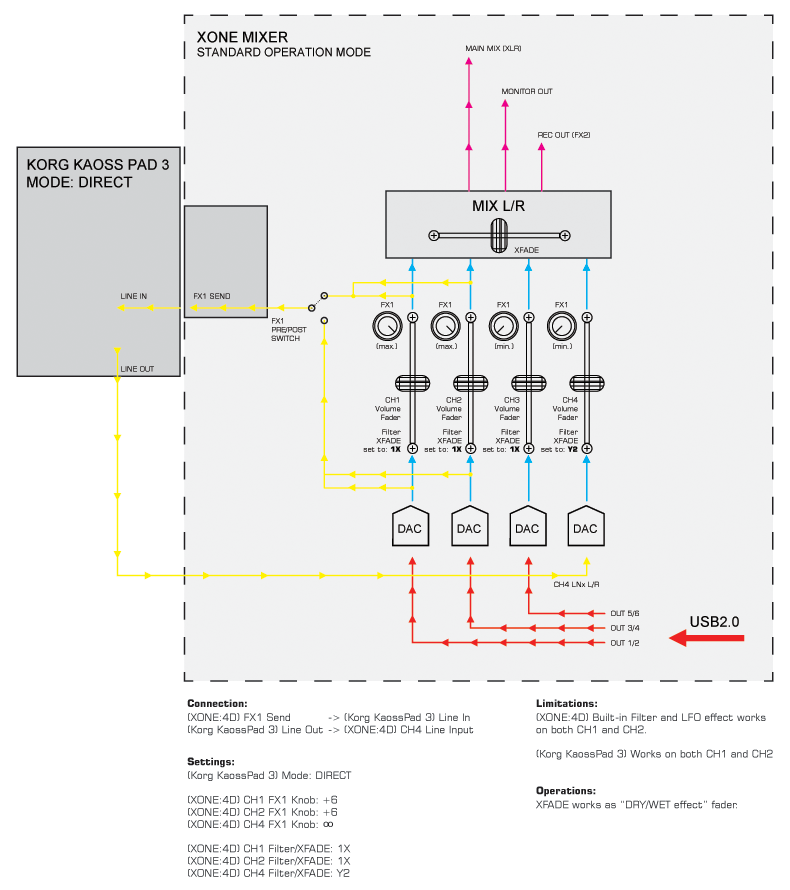 XONE MIXER
STANDARD OPERATION MODE
MAIN MIX (XLR)
MONITOR OUT
REC OUT (FX2)
KORG KAOSS PAD 3
MODE: DIRECT
MIX L/R
XFADE
LINE IN
FX1 SEND
FX1
PRE/POST
SWITCH
LINE OUT
FX1
(max.)
FX1
(max.)
FX1
(min.)
FX1
(min.)
CH1
Volume
Fader
CH2
Volume
Fader
CH3
Volume
Fader
CH4
Volume
Fader
Filter
XFADE
set to: 1X
Filter
XFADE
set to: 1X
Filter
XFADE
set to: 1X
Filter
XFADE
set to: Y2
DAC
DAC
DAC
DAC
CH4 LNx L/R
OUT 5/6
OUT 3/4
OUT 1/2
USB2.0
Connection:
(XONE:4D) FX1 Send -> (Korg KaossPad 3) Line In
(Korg KaossPad 3) Line Out -> (XONE:4D) CH4 Line Input
Settings:
(Korg KaossPad 3) Mode: DIRECT
(XONE:4D) CH1 FX1 Knob: +6
(XONE:4D) CH2 FX1 Knob: +6
(XONE:4D) CH4 FX1 Knob: ∞
(XONE:4D) CH1 Filter/XFADE: 1X
(XONE:4D) CH2 Filter/XFADE: 1X
(XONE:4D) CH4 Filter/XFADE: Y2
Limitations:
(XONE:4D) Built-in Filter and LFO effect works
on both CH1 and CH2.
(Korg KaossPad 3) Works on both CH1 and CH2
Operations:
XFADE works as "DRY/WET effect" fader.